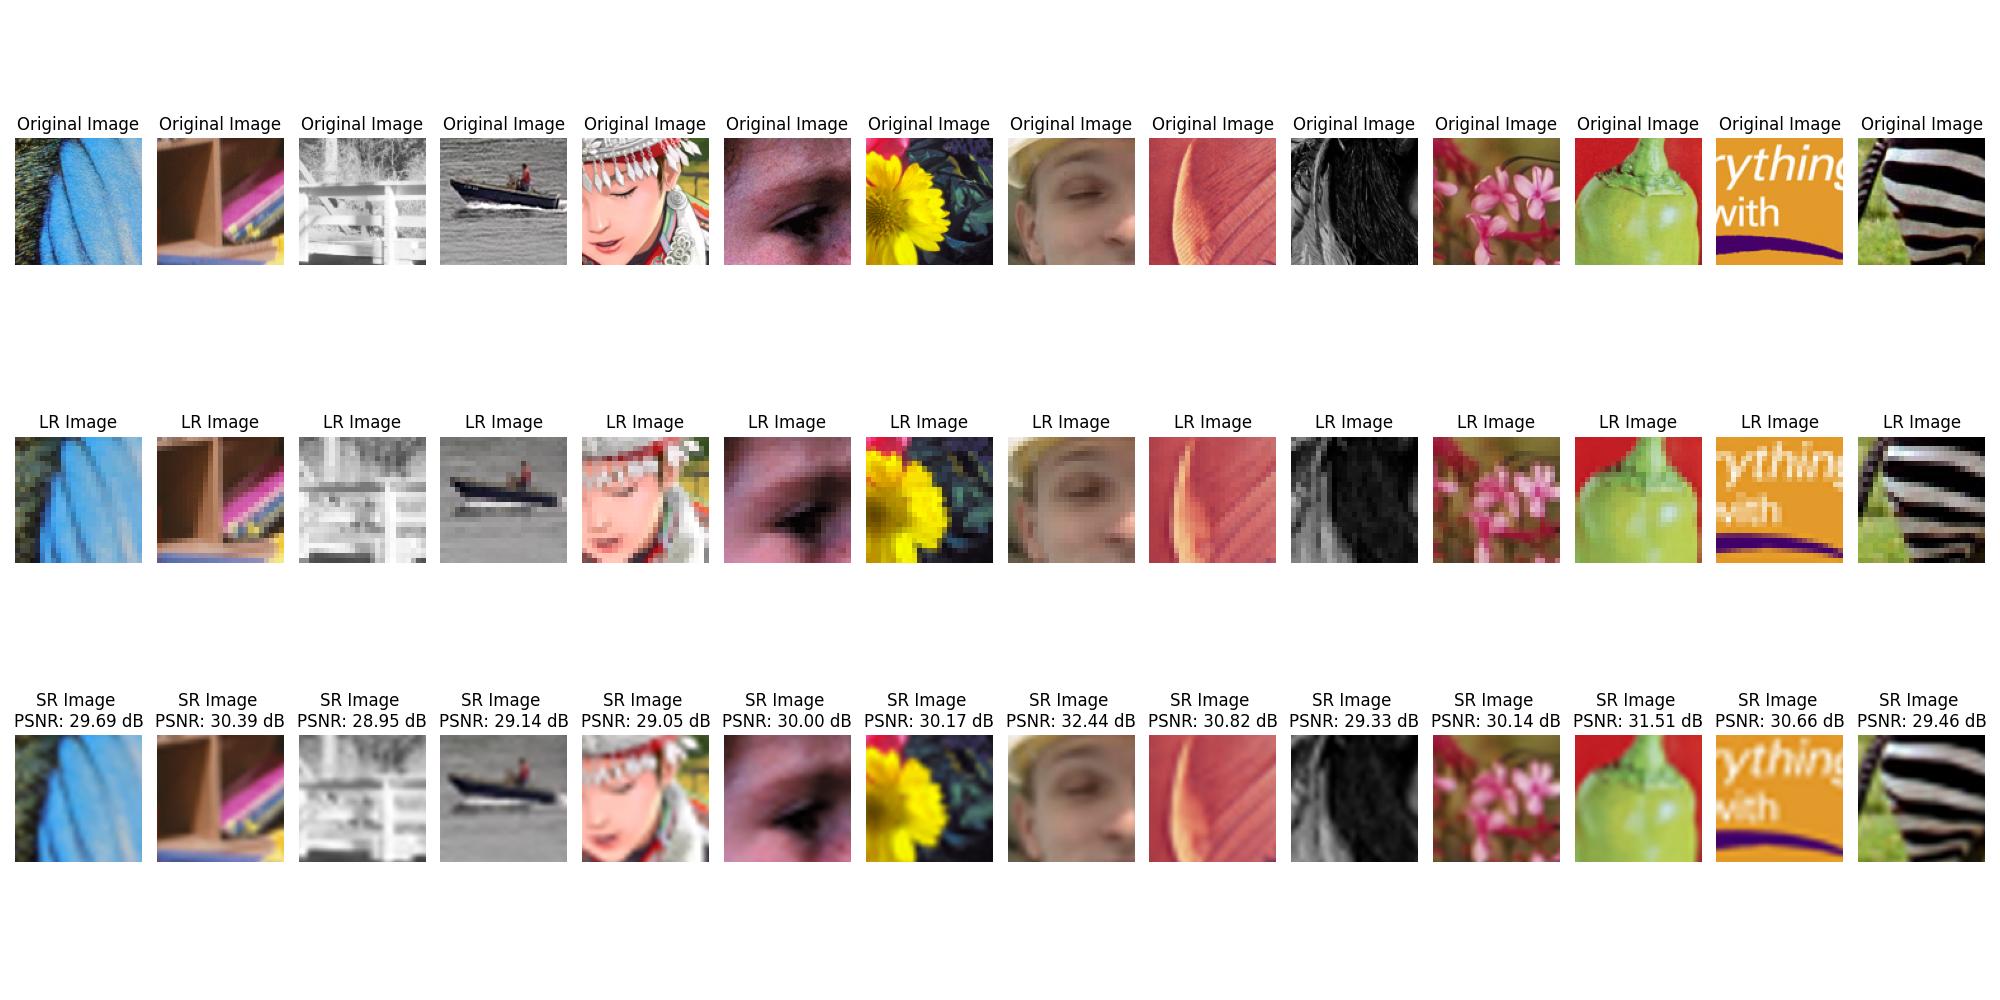 Original Image Original Image Original Image Original Image Original Image Original Image Original Image Original Image Original Image Original Image Original Image Original Image Original Image Original Image
rything
with
LR Image LR Image LR Image LR Image LR Image LR Image LR Image LR Image LR Image LR Image LR Image LR Image LR Image LR Image
ything
with
SR Image SR Image SR Image SR Image SR Image SR Image SR Image SR Image SR Image SR Image SR Image SR Image SR Image SR Image
PSNR: 29.69 dB PSNR: 30.39 dB PSNR: 28.95 dB PSNR: 29.14 dB PSNR: 29.05 dB PSNR: 30.00 dB PSNR: 30.17 dB PSNR: 32.44 dB PSNR: 30.82 dB PSNR: 29.33 dB PSNR: 30.14 dB PSNR: 31.51 dB PSNR: 30.66 dB PSNR: 29.46 dB
ything
with